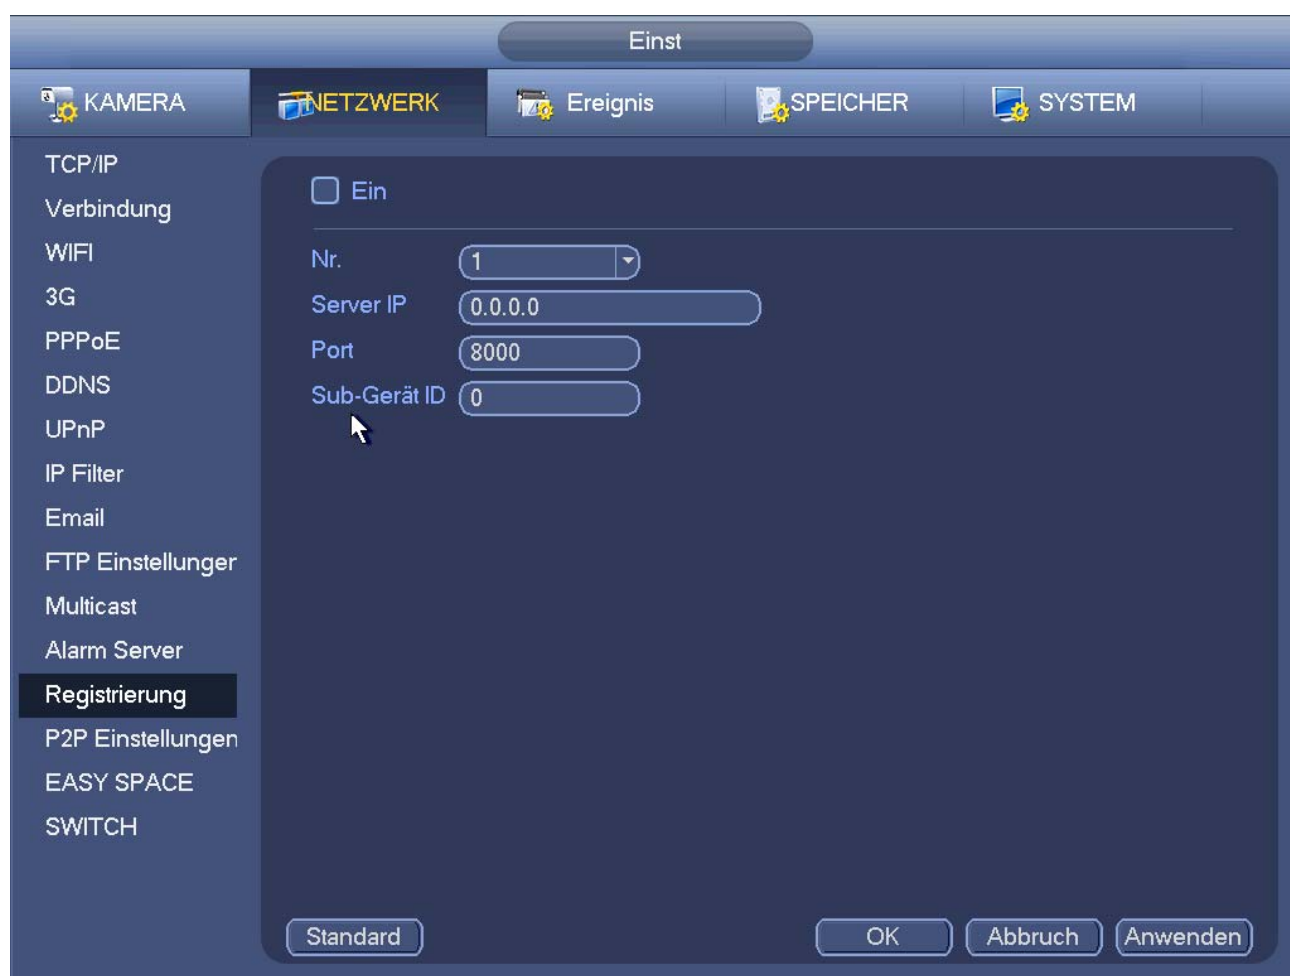 Einst
KAMERA NETZWERK Ereignis SPEICHER SYSTEM
TCP/IP
Verbindung
WIFI
3G
PPPoE
DDNS
UPnP
IP Filter
Email
FTP Einstellunger
Multicast
Alarm Server
Registrierung
P2P Einstellungen
EASY SPACE
SWITCH
Ein
Nr. 1
Server IP 0.0.0.0
Port 8000
Sub-Gerät ID 0
Standard OK Abbruch Anwenden